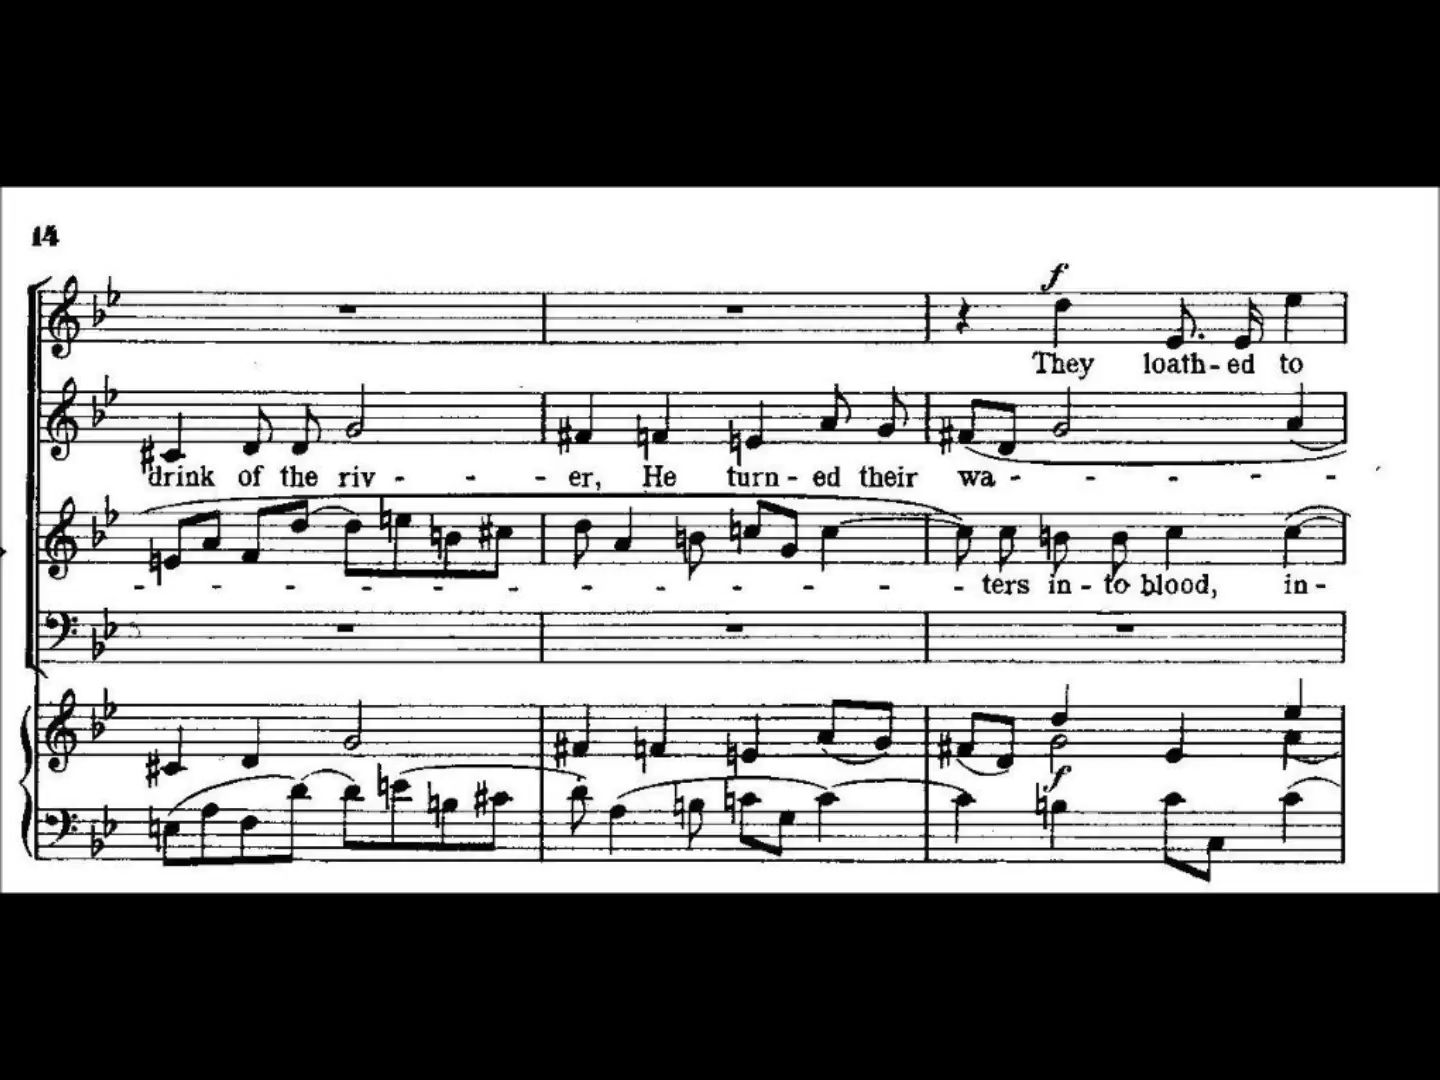 14
f
They loath-ed to
drink of the riv - - - er, He turn-ed their wa - - - - - -
- - - - - - - - - - - ters in-to blood, in-
f